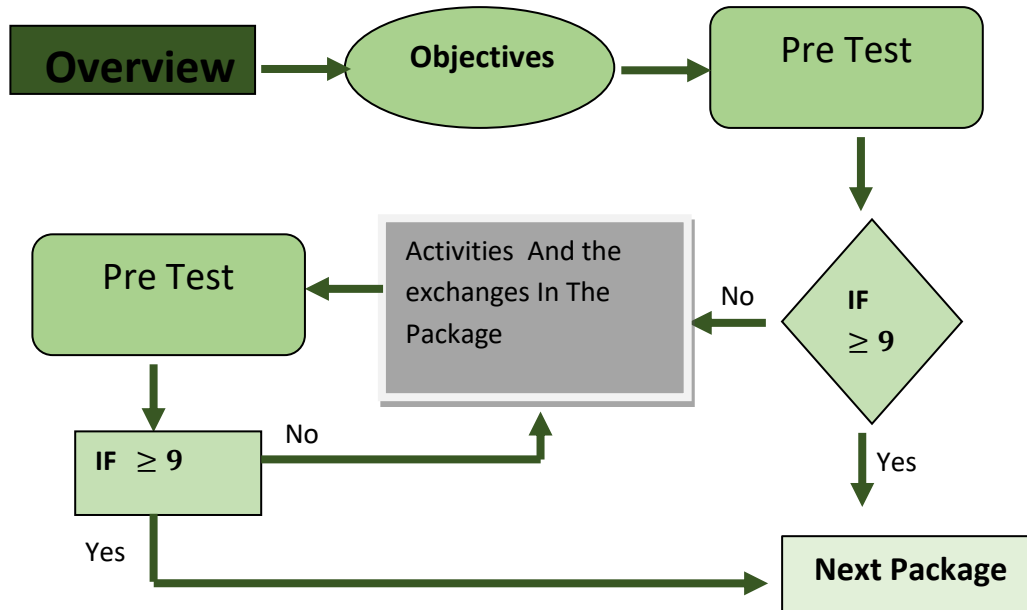 Overview
Objectives
Pre Test
IF
≥ 9
No
Yes
Activities And the
exchanges In The
Package
Pre Test
IF ≥ 9
No
Yes
Next Package